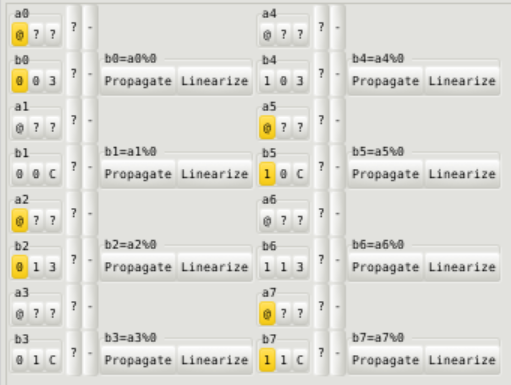 a0 a4
@ ? ? ? - @ ? ? ? -
b0 b0=a0%0 b4 b4=a4%0
0 0 3 ? - Propagate Linearize 1 0 3 ? - Propagate Linearize
a1 a5
@ ? ? ? - @ ? ? ? -
b1 b1=a1%0 b5 b5=a5%0
0 0 C ? - Propagate Linearize 1 0 C ? - Propagate Linearize
a2 a6
@ ? ? ? - @ ? ? ? -
b2 b2=a2%0 b6 b6=a6%0
0 1 3 ? - Propagate Linearize 1 1 3 ? - Propagate Linearize
a3 a7
@ ? ? ? - @ ? ? ? -
b3 b3=a3%0 b7 b7=a7%0
0 1 C ? - Propagate Linearize 1 1 C ? - Propagate Linearize